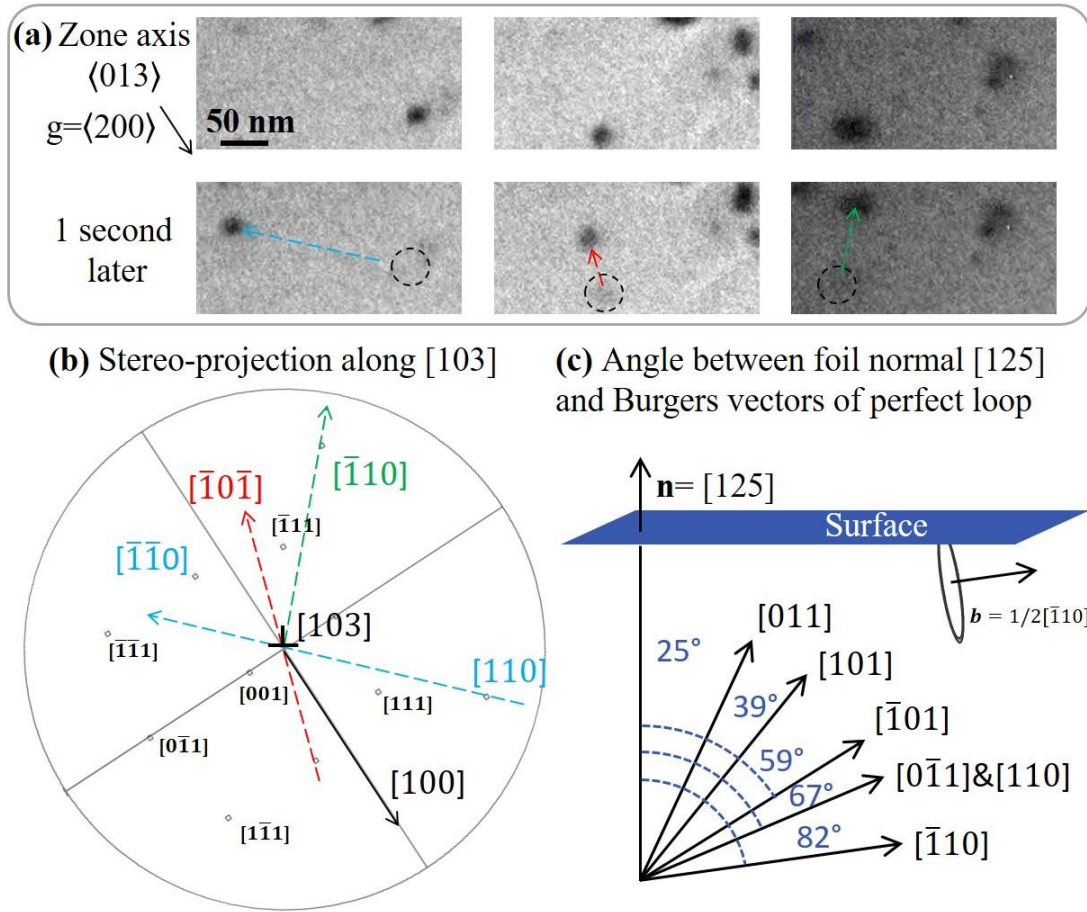 (a) Zone axis
⟨013⟩
g=⟨200⟩
50 nm
1 second
later
(b) Stereo-projection along [103]
[1̄01̄]
[1̄10]
[1̄11]
[1̄1̄0]
[1̄1̄1]
[103]
[001]
[111]
[110]
[01̄1]
[100]
[11̄1]
(c) Angle between foil normal [125]
and Burgers vectors of perfect loop
n= [125]
Surface
b = 1/2[1̄10]
[011]
25°
[101]
39°
[1̄01]
59°
[01̄1]&[110]
67°
82°
[1̄10]